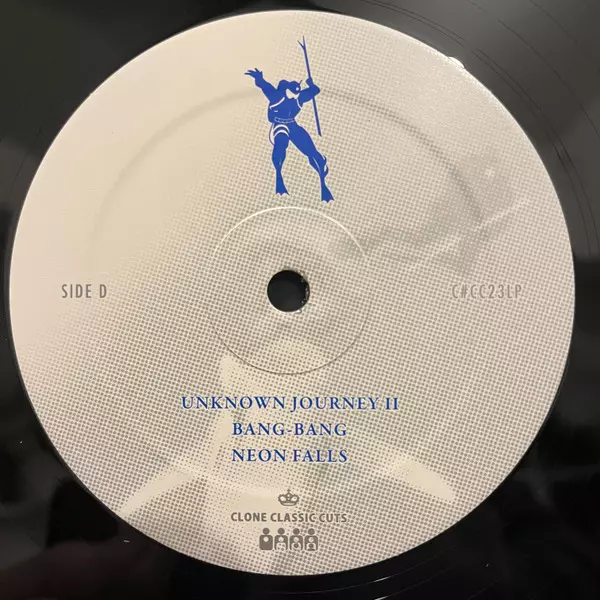 SIDE D
C#CC23LP
UNKNOWN JOURNEY II
BANG-BANG
NEON FALLS
CLONE CLASSIC CUTS